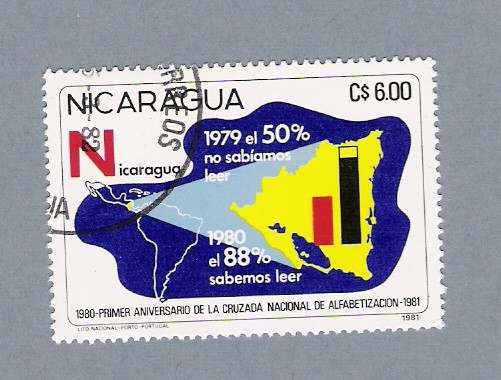 NICARAGUA
C$ 6.00
1979 el 50%
no sabíamos
leer
Nicaragua
1980
el 88%
sabemos leer
1980-PRIMER ANIVERSARIO DE LA CRUZADA NACIONAL DE ALFABETIZACION-1981
LITO NACIONAL-PORTO-PORTUGAL
1981